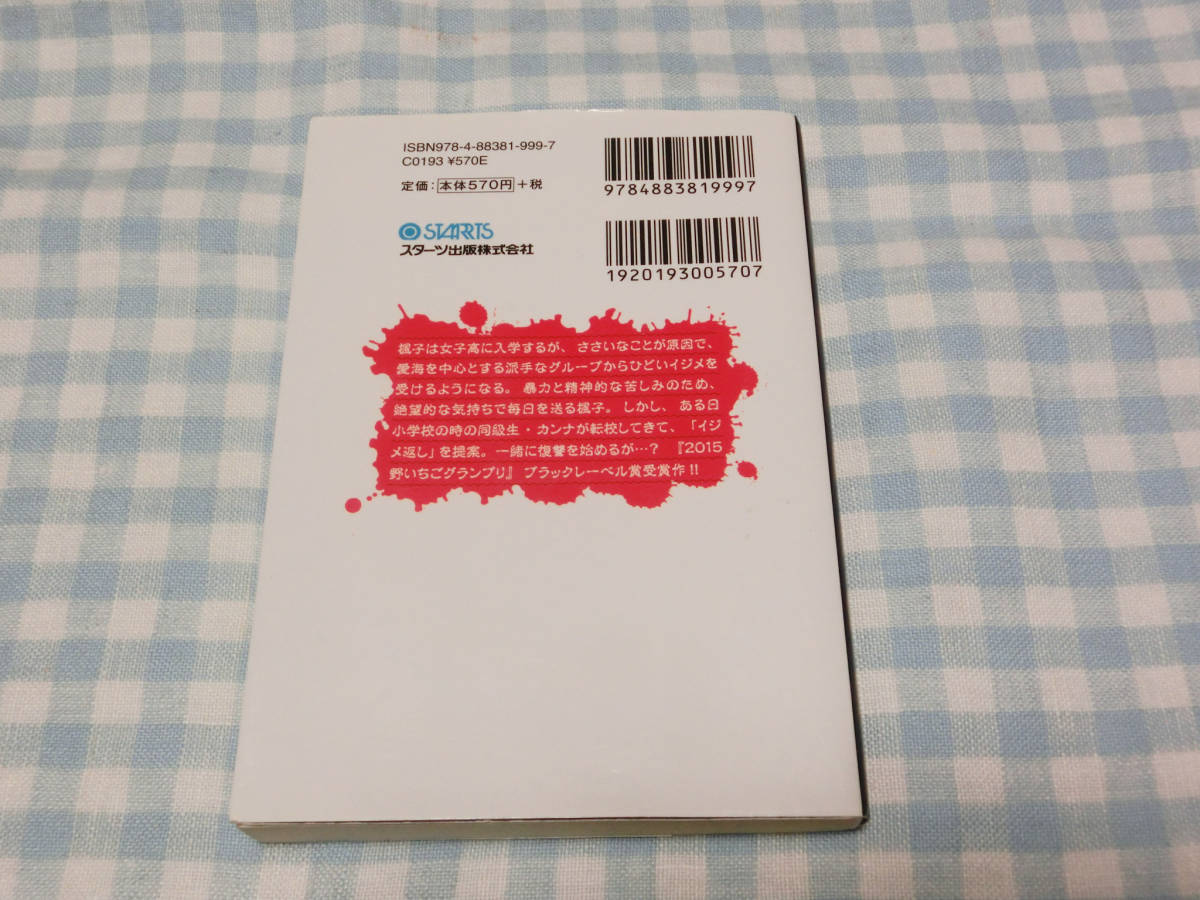 ISBN978-4-88381-999-7
C0193 ¥570E
定価：本体570円＋税
9784883819997
STARTS
スターツ出版株式会社
1920193005707
楓子は女子高に入学するが、ささいなことが原因で、
愛海を中心とする派手なグループからひどいイジメを
受けるようになる。暴力と精神的な苦しみのため、
絶望的な気持ちで毎日を送る楓子。しかし、ある日
小学校の時の同級生・カンナが転校してきて、「イジ
メ返し」を提案。一緒に復讐を始めるが…？『2015
野いちごグランプリ』ブラックレーベル賞受賞作!!